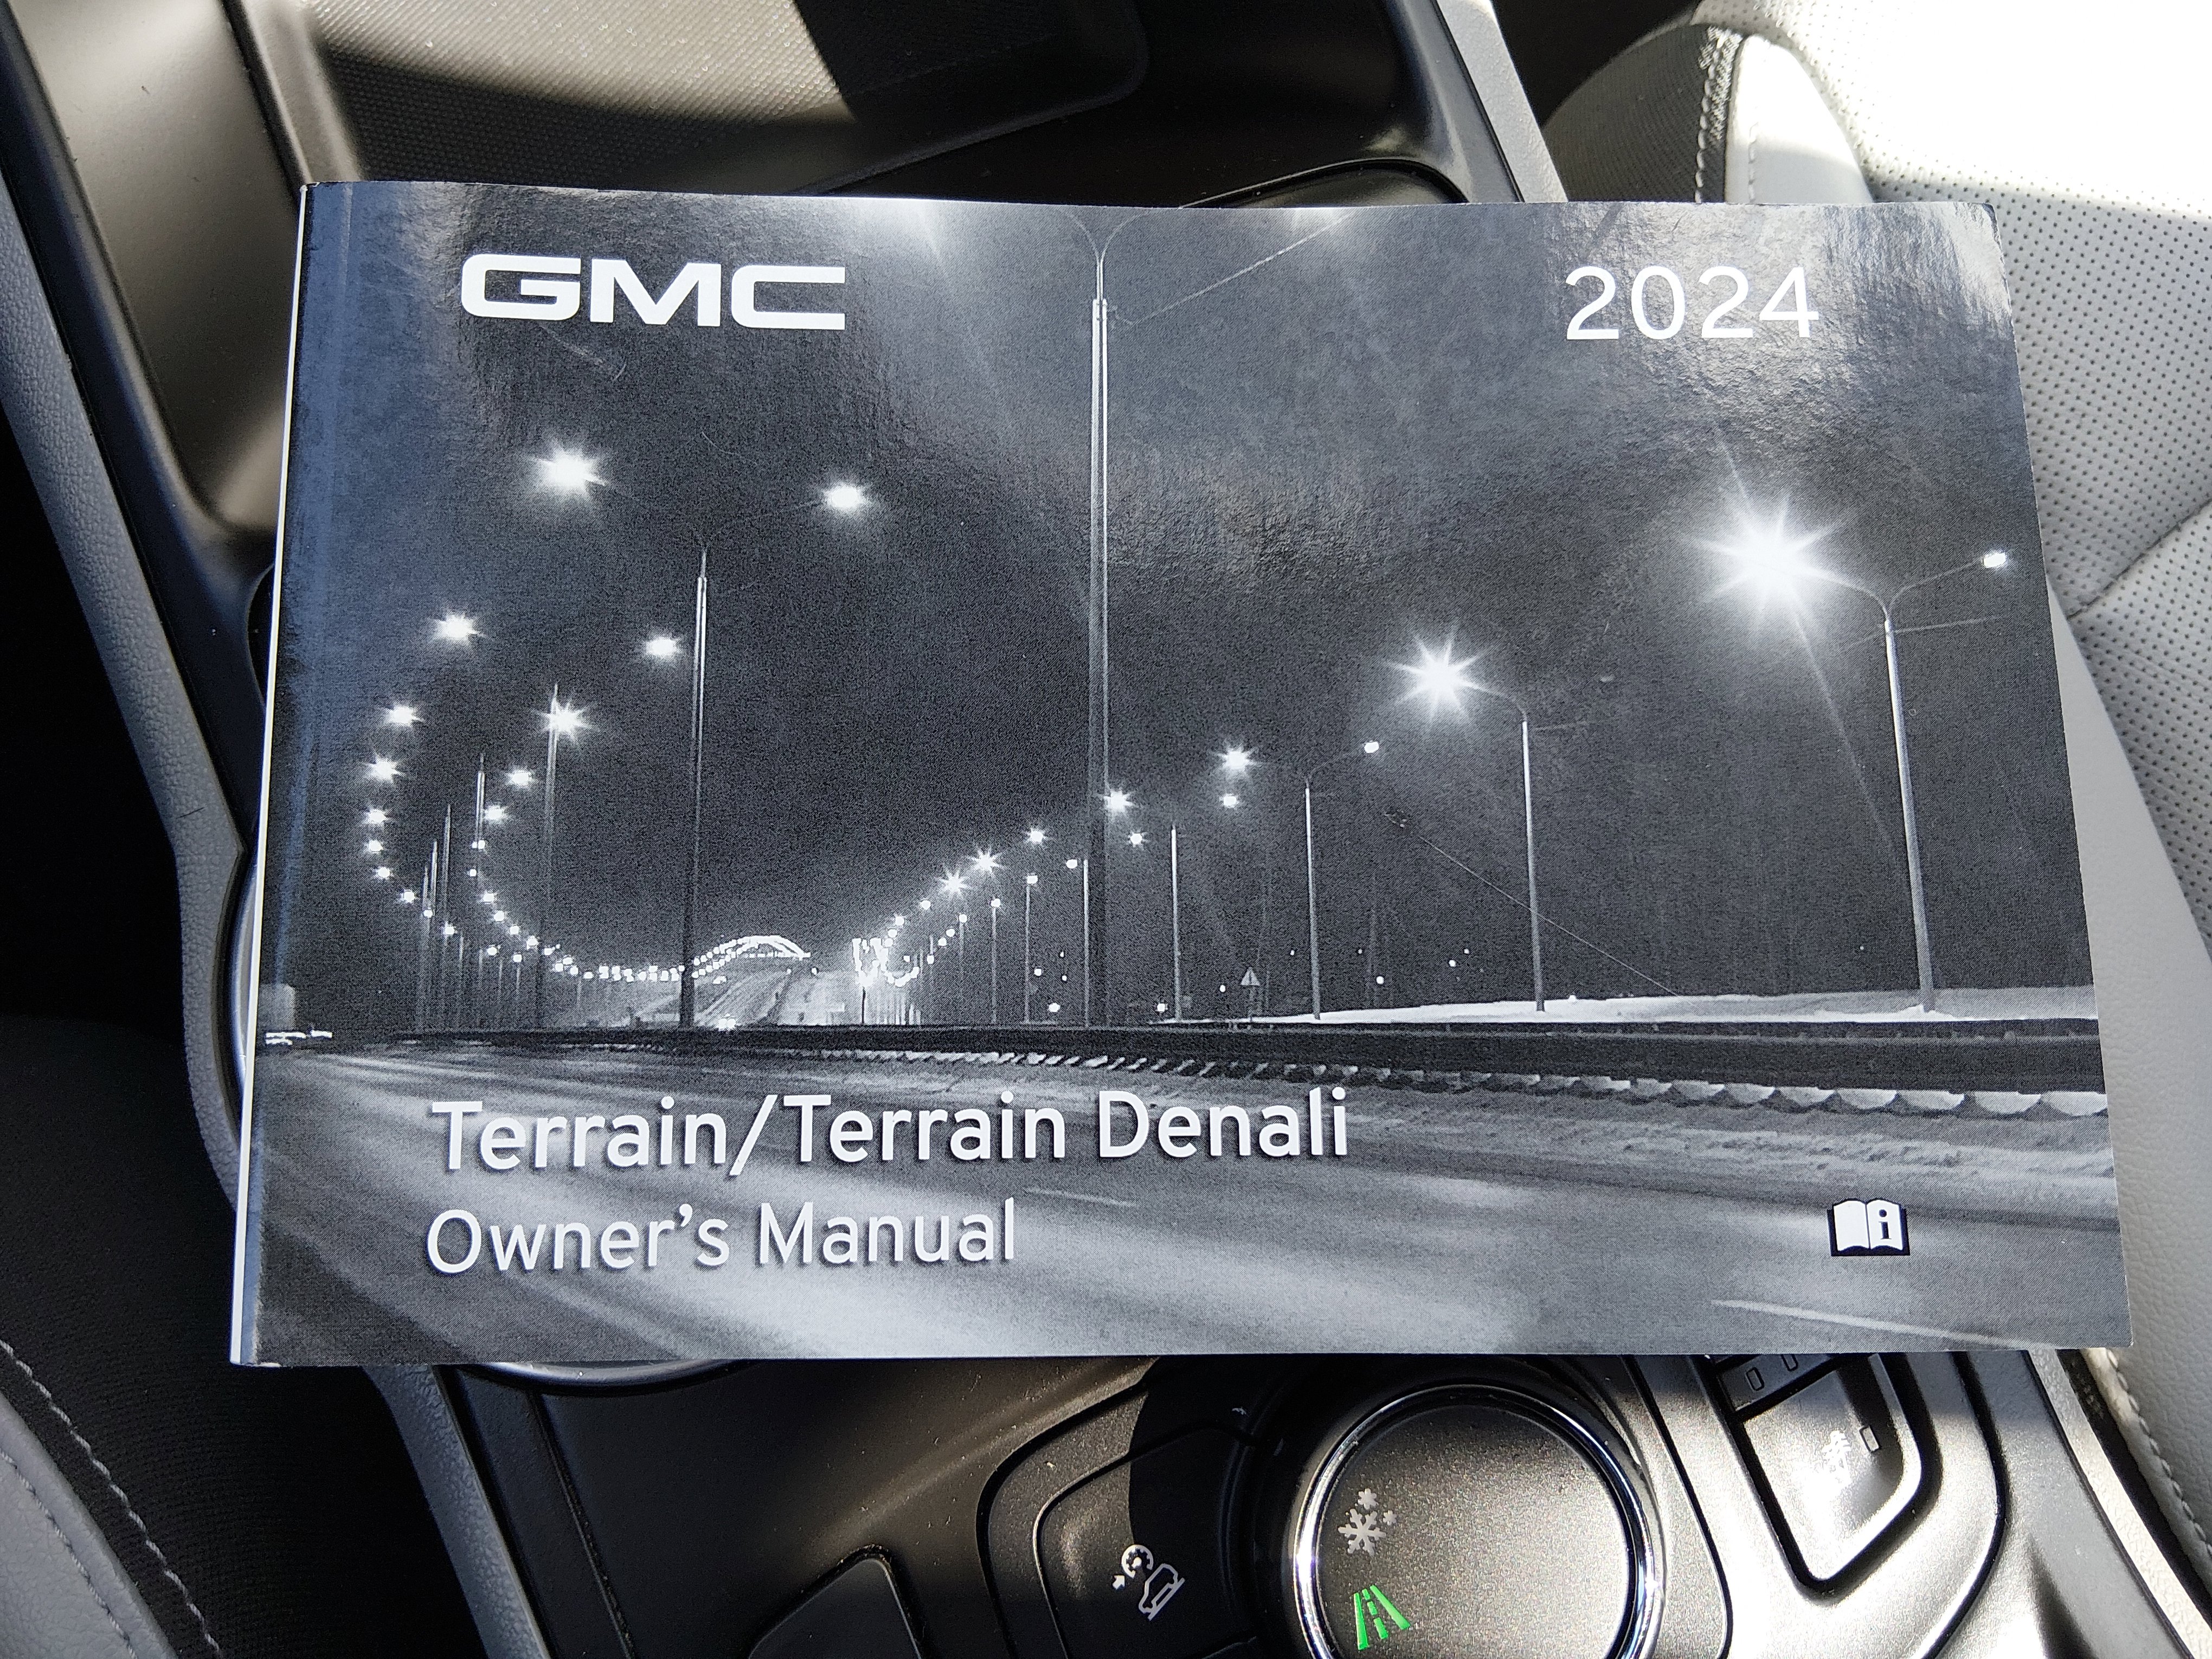 GMC
2024
Terrain/Terrain Denali
Owner’s Manual
i